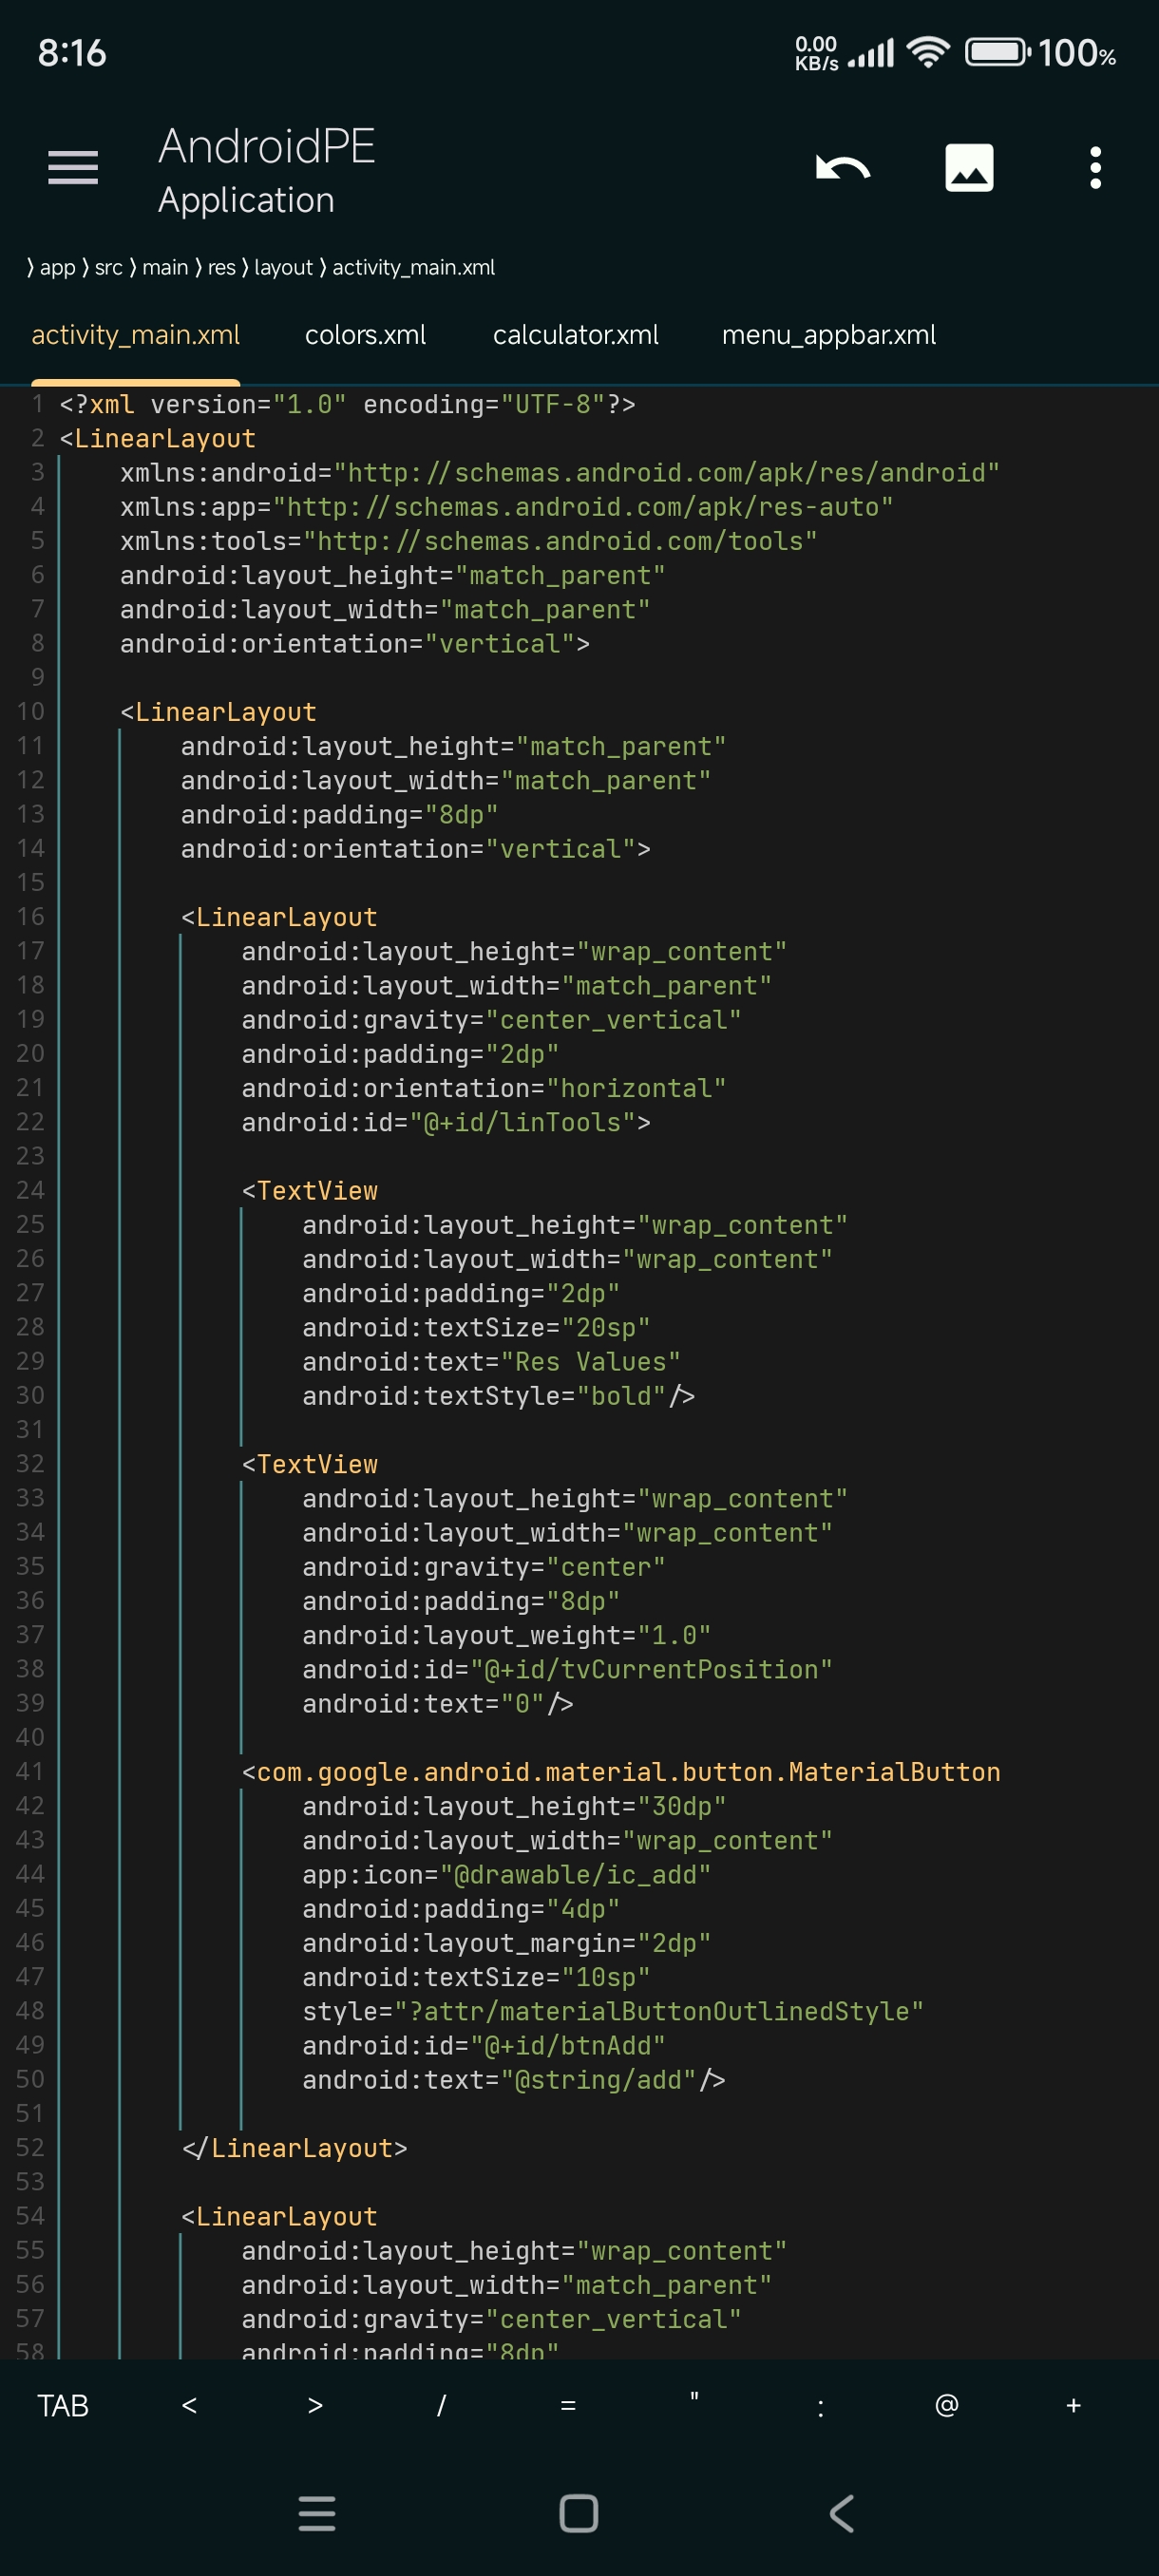 8:16
0.00
KB/s
100%
AndroidPE
Application
⟩ app ⟩ src ⟩ main ⟩ res ⟩ layout ⟩ activity_main.xml
activity_main.xml colors.xml calculator.xml menu_appbar.xml
1 <?xml version="1.0" encoding="UTF-8"?>
2 <LinearLayout
3     xmlns:android="http://schemas.android.com/apk/res/android"
4     xmlns:app="http://schemas.android.com/apk/res-auto"
5     xmlns:tools="http://schemas.android.com/tools"
6     android:layout_height="match_parent"
7     android:layout_width="match_parent"
8     android:orientation="vertical">
9
10     <LinearLayout
11         android:layout_height="match_parent"
12         android:layout_width="match_parent"
13         android:padding="8dp"
14         android:orientation="vertical">
15
16         <LinearLayout
17             android:layout_height="wrap_content"
18             android:layout_width="match_parent"
19             android:gravity="center_vertical"
20             android:padding="2dp"
21             android:orientation="horizontal"
22             android:id="@+id/linTools">
23
24             <TextView
25                 android:layout_height="wrap_content"
26                 android:layout_width="wrap_content"
27                 android:padding="2dp"
28                 android:textSize="20sp"
29                 android:text="Res Values"
30                 android:textStyle="bold"/>
31
32             <TextView
33                 android:layout_height="wrap_content"
34                 android:layout_width="wrap_content"
35                 android:gravity="center"
36                 android:padding="8dp"
37                 android:layout_weight="1.0"
38                 android:id="@+id/tvCurrentPosition"
39                 android:text="0"/>
40
41             <com.google.android.material.button.MaterialButton
42                 android:layout_height="30dp"
43                 android:layout_width="wrap_content"
44                 app:icon="@drawable/ic_add"
45                 android:padding="4dp"
46                 android:layout_margin="2dp"
47                 android:textSize="10sp"
48                 style="?attr/materialButtonOutlinedStyle"
49                 android:id="@+id/btnAdd"
50                 android:text="@string/add"/>
51
52         </LinearLayout>
53
54         <LinearLayout
55             android:layout_height="wrap_content"
56             android:layout_width="match_parent"
57             android:gravity="center_vertical"
58             android:padding="8dp"
TAB < > / = " : @ +